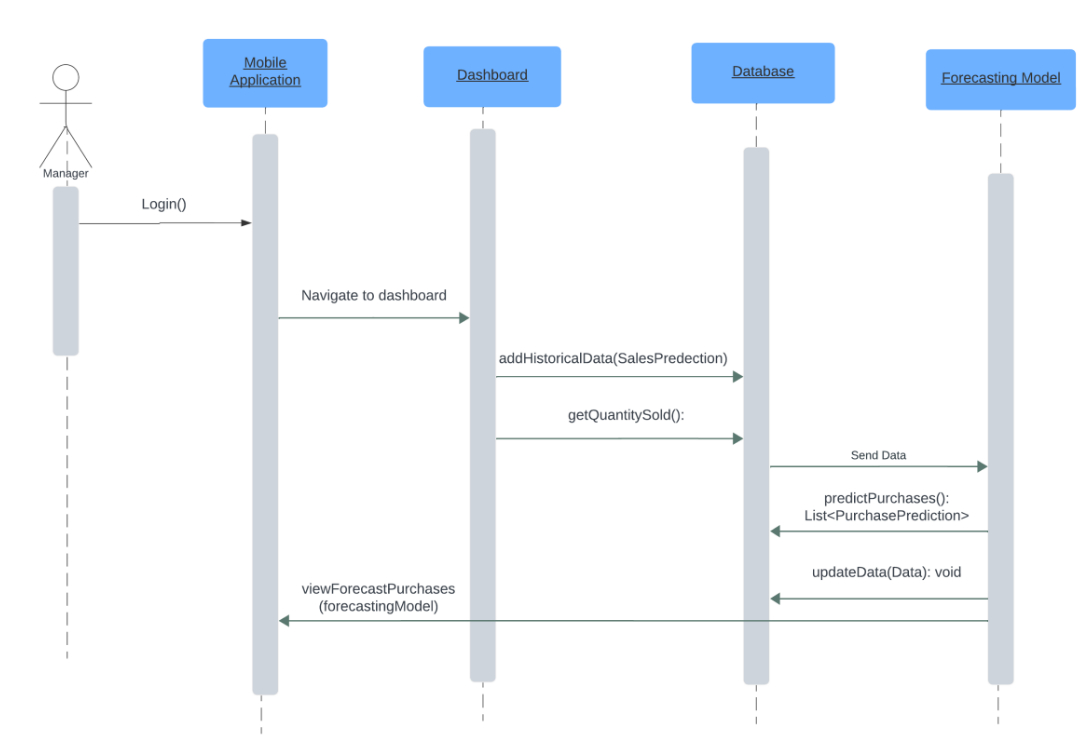 Mobile
Application
Dashboard
Database
Forecasting Model
Manager
Login()
Navigate to dashboard
addHistoricalData(SalesPredection)
getQuantitySold():
Send Data
predictPurchases():
List<PurchasePrediction>
updateData(Data): void
viewForecastPurchases
(forecastingModel)